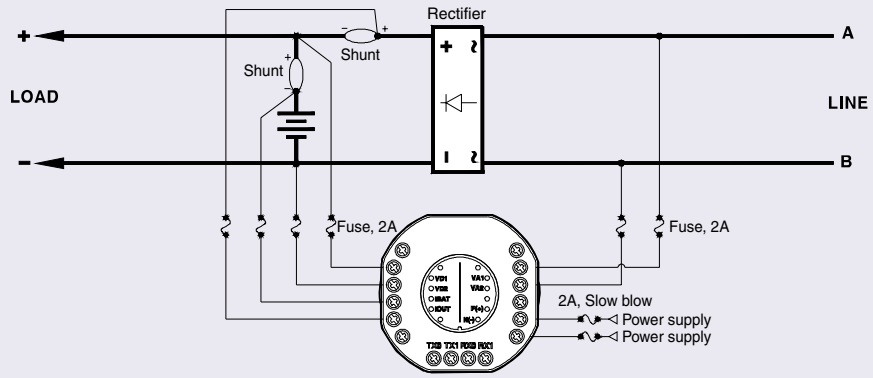 Rectifier
+ A
- +
Shunt
+ ~
+
Shunt
-
LOAD
LINE
- B
- ~
Fuse, 2A
Fuse, 2A
VD1 VA1
VD2 VA2
IBAT
IOUT P(+)
N(-)
TX0 TX1 RX0 RX1
2A, Slow blow
Power supply
Power supply